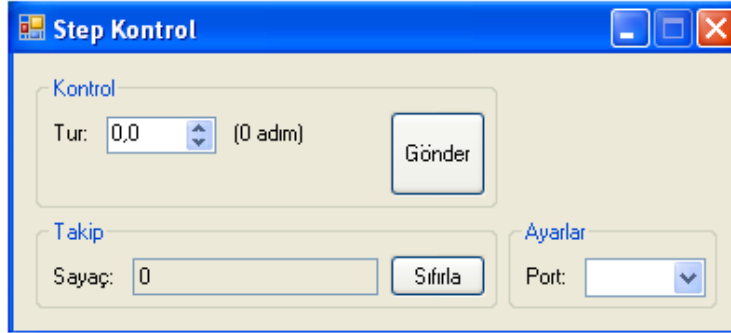 Step Kontrol
Kontrol
Tur: 0,0 (0 adım)
Gönder
Takip
Sayaç: 0 Sıfırla
Ayarlar
Port: